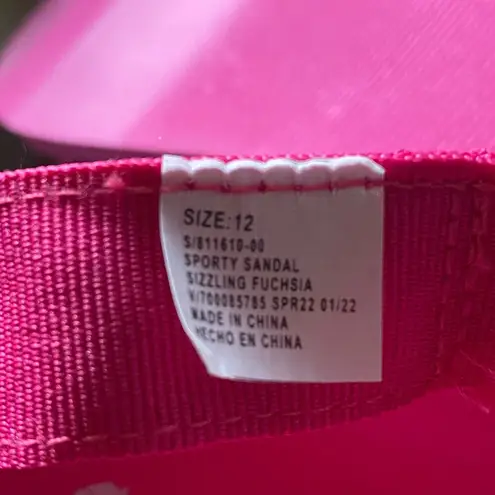 SIZE:12
S/811610-00
SPORTY SANDAL
SIZZLING FUCHSIA
V/700085785 SPR22 01/22
MADE IN CHINA
HECHO EN CHINA